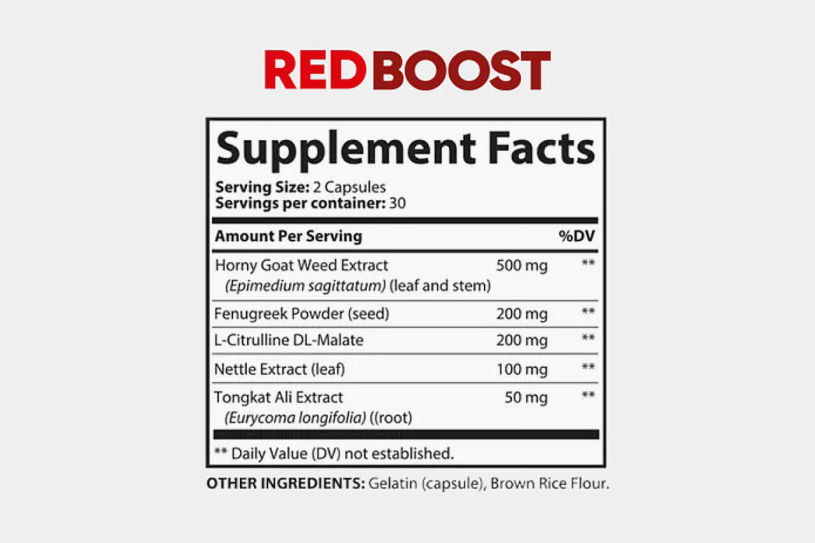 RED BOOST
Supplement Facts
Serving Size: 2 Capsules
Servings per container: 30
Amount Per Serving %DV
Horny Goat Weed Extract 500 mg **
(Epimedium sagittatum) (leaf and stem)
Fenugreek Powder (seed) 200 mg **
L-Citrulline DL-Malate 200 mg **
Nettle Extract (leaf) 100 mg **
Tongkat Ali Extract 50 mg **
(Eurycoma longifolia) ((root)
** Daily Value (DV) not established.
OTHER INGREDIENTS: Gelatin (capsule), Brown Rice Flour.